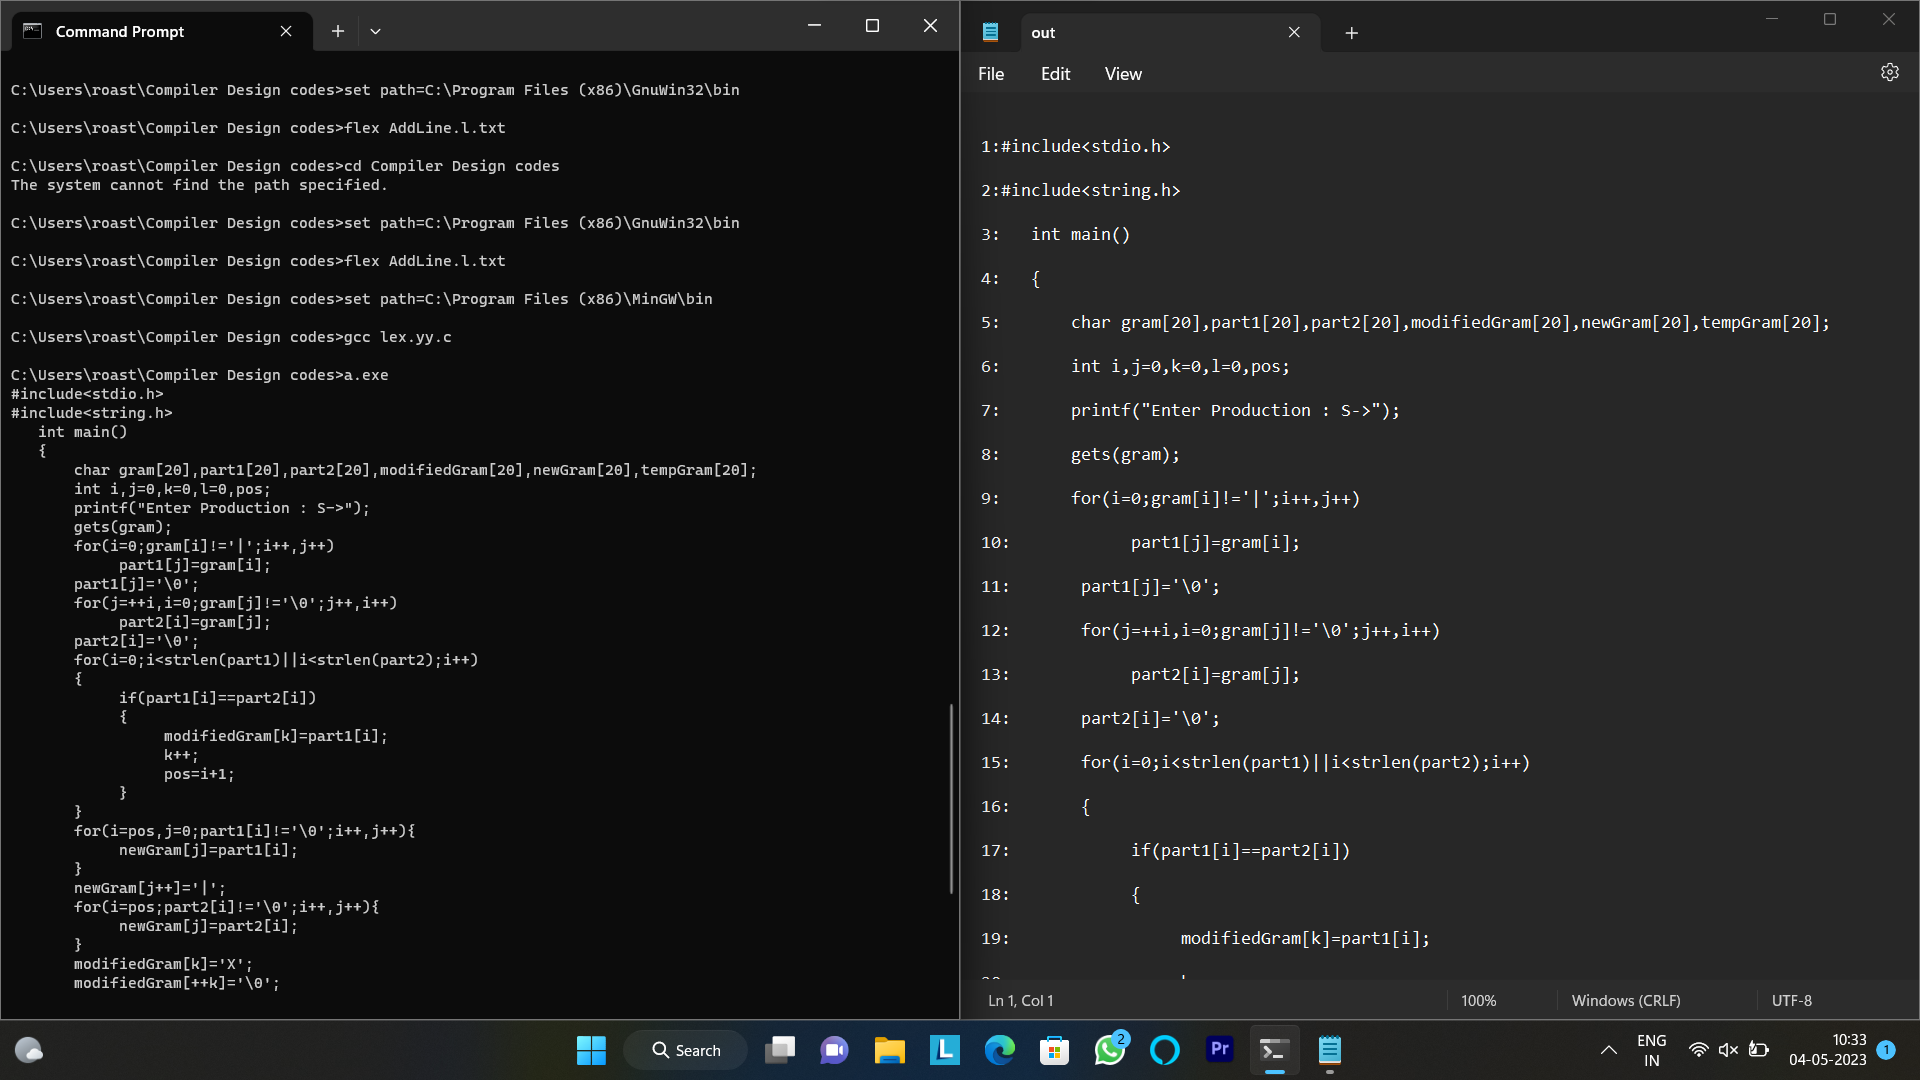 Command Prompt
C:\Users\roast\Compiler Design codes>set path=C:\Program Files (x86)\GnuWin32\bin
C:\Users\roast\Compiler Design codes>flex AddLine.l.txt
C:\Users\roast\Compiler Design codes>cd Compiler Design codes
The system cannot find the path specified.
C:\Users\roast\Compiler Design codes>set path=C:\Program Files (x86)\GnuWin32\bin
C:\Users\roast\Compiler Design codes>flex AddLine.l.txt
C:\Users\roast\Compiler Design codes>set path=C:\Program Files (x86)\MinGW\bin
C:\Users\roast\Compiler Design codes>gcc lex.yy.c
C:\Users\roast\Compiler Design codes>a.exe
#include<stdio.h>
#include<string.h>
   int main()
   {
       char gram[20],part1[20],part2[20],modifiedGram[20],newGram[20],tempGram[20];
       int i,j=0,k=0,l=0,pos;
       printf("Enter Production : S->");
       gets(gram);
       for(i=0;gram[i]!='|';i++,j++)
            part1[j]=gram[i];
       part1[j]='\0';
       for(j=++i,i=0;gram[j]!='\0';j++,i++)
            part2[i]=gram[j];
       part2[i]='\0';
       for(i=0;i<strlen(part1)||i<strlen(part2);i++)
       {
            if(part1[i]==part2[i])
            {
                 modifiedGram[k]=part1[i];
                 k++;
                 pos=i+1;
            }
       }
       for(i=pos,j=0;part1[i]!='\0';i++,j++){
            newGram[j]=part1[i];
       }
       newGram[j++]='|';
       for(i=pos;part2[i]!='\0';i++,j++){
            newGram[j]=part2[i];
       }
       modifiedGram[k]='X';
       modifiedGram[++k]='\0';
out
File Edit View
1:#include<stdio.h>
2:#include<string.h>
3:   int main()
4:   {
5:       char gram[20],part1[20],part2[20],modifiedGram[20],newGram[20],tempGram[20];
6:       int i,j=0,k=0,l=0,pos;
7:       printf("Enter Production : S->");
8:       gets(gram);
9:       for(i=0;gram[i]!='|';i++,j++)
10:            part1[j]=gram[i];
11:       part1[j]='\0';
12:       for(j=++i,i=0;gram[j]!='\0';j++,i++)
13:            part2[i]=gram[j];
14:       part2[i]='\0';
15:       for(i=0;i<strlen(part1)||i<strlen(part2);i++)
16:       {
17:            if(part1[i]==part2[i])
18:            {
19:                 modifiedGram[k]=part1[i];
Ln 1, Col 1 100% Windows (CRLF) UTF-8
Search
L
2
Pr
ENG
IN
10:33
04-05-2023
1